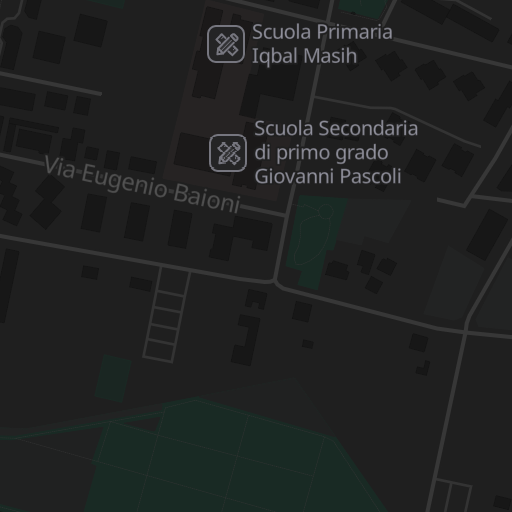 Scuola Primaria
Iqbal Masih
Scuola Secondaria
di primo grado
Giovanni Pascoli
Via Eugenio Baioni